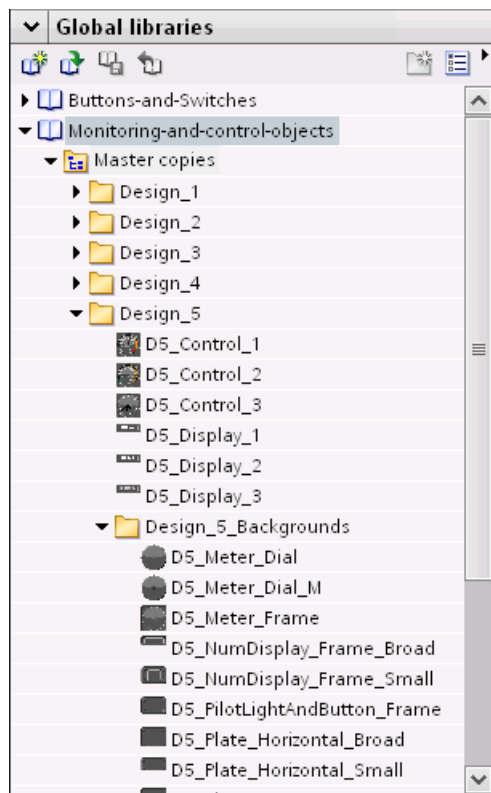 Global libraries
Buttons-and-Switches
Monitoring-and-control-objects
Master copies
Design_1
Design_2
Design_3
Design_4
Design_5
D5_Control_1
D5_Control_2
D5_Control_3
D5_Display_1
D5_Display_2
D5_Display_3
Design_5_Backgrounds
D5_Meter_Dial
D5_Meter_Dial_M
D5_Meter_Frame
D5_NumDisplay_Frame_Broad
D5_NumDisplay_Frame_Small
D5_PilotLightAndButton_Frame
D5_Plate_Horizontal_Broad
D5_Plate_Horizontal_Small